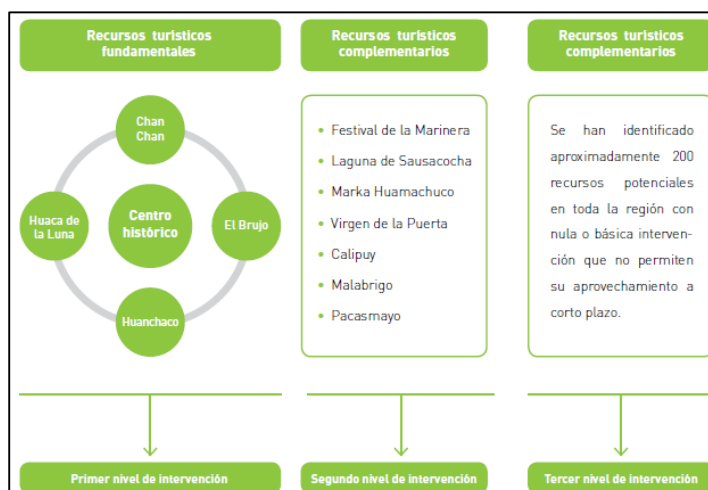 Recursos turisticos
fundamentales
Chan
Chan
Huaca de
la Luna
Centro
histórico
El Brujo
Huanchaco
Primer nivel de intervención
Recursos turisticos
complementarios
• Festival de la Marinera
• Laguna de Sausacocha
• Marka Huamachuco
• Virgen de la Puerta
• Calipuy
• Malabrigo
• Pacasmayo
Segundo nivel de intervención
Recursos turisticos
complementarios
Se han identificado
aproximadamente 200
recursos potenciales
en toda la región con
nula o básica interven-
ción que no permiten
su aprovechamiento a
corto plazo.
Tercer nivel de intervención